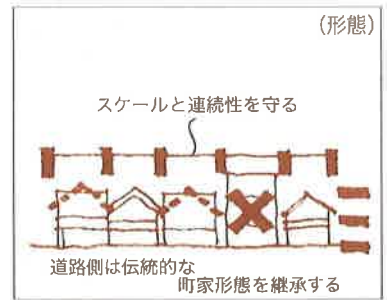 (形態)
スケールと連続性を守る
道路側は伝統的な
町家形態を継承する